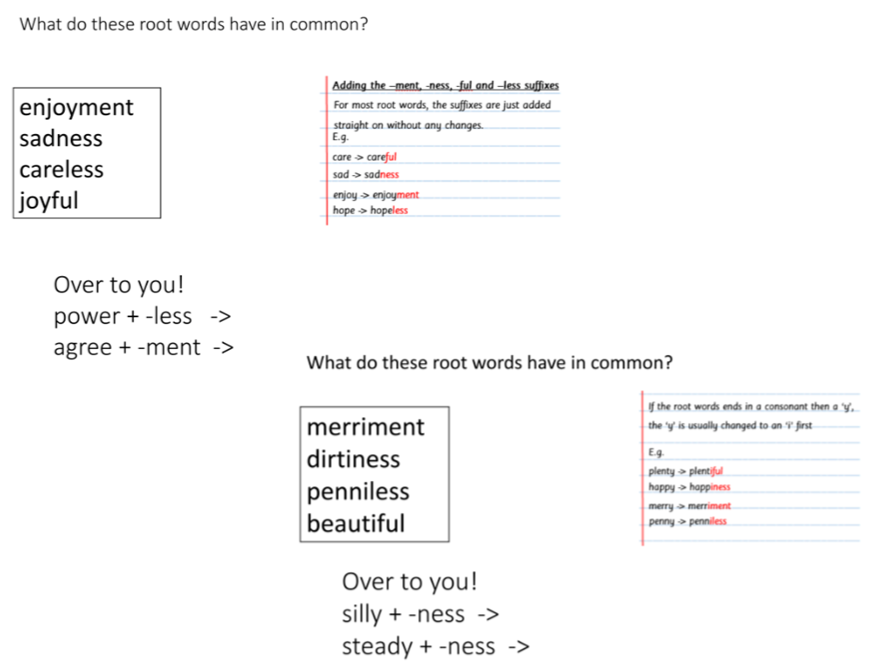 What do these root words have in common?
enjoyment
sadness
careless
joyful
Adding the –ment, -ness, -ful and –less suffixes
For most root words, the suffixes are just added
straight on without any changes.
E.g.
care -> careful
sad -> sadness
enjoy -> enjoyment
hope -> hopeless
Over to you!
power + -less ->
agree + -ment ->
What do these root words have in common?
merriment
dirtiness
penniless
beautiful
If the root words ends in a consonant then a 'y',
the 'y' is usually changed to an 'i' first
E.g.
plenty -> plentiful
happy -> happiness
merry -> merriment
penny -> penniless
Over to you!
silly + -ness ->
steady + -ness ->